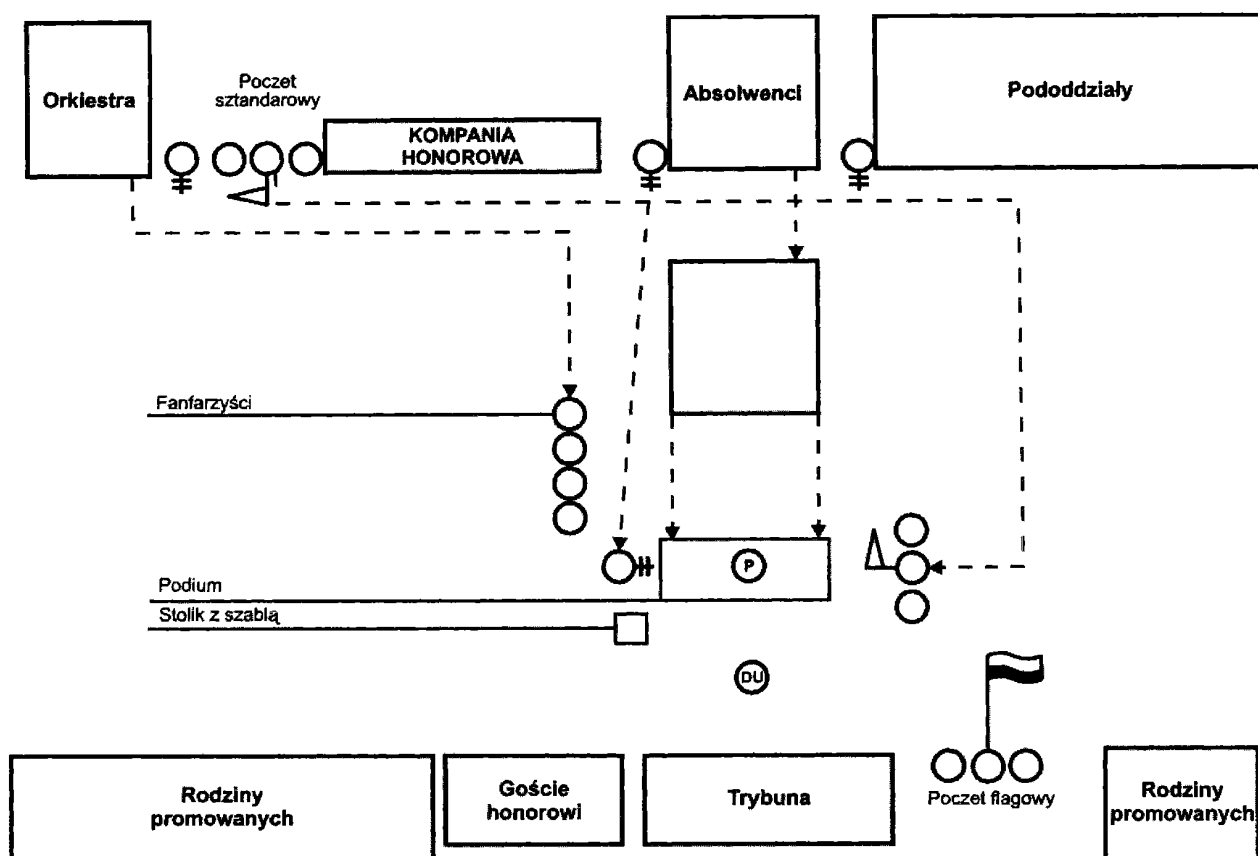 Orkiestra
Poczet
sztandarowy
KOMPANIA
HONOROWA
Absolwenci
Pododdziały
Fanfarzyści
Podium
P
Stolik z szablą
DU
Rodziny
promowanych
Goście
honorowi
Trybuna
Poczet flagowy
Rodziny
promowanych